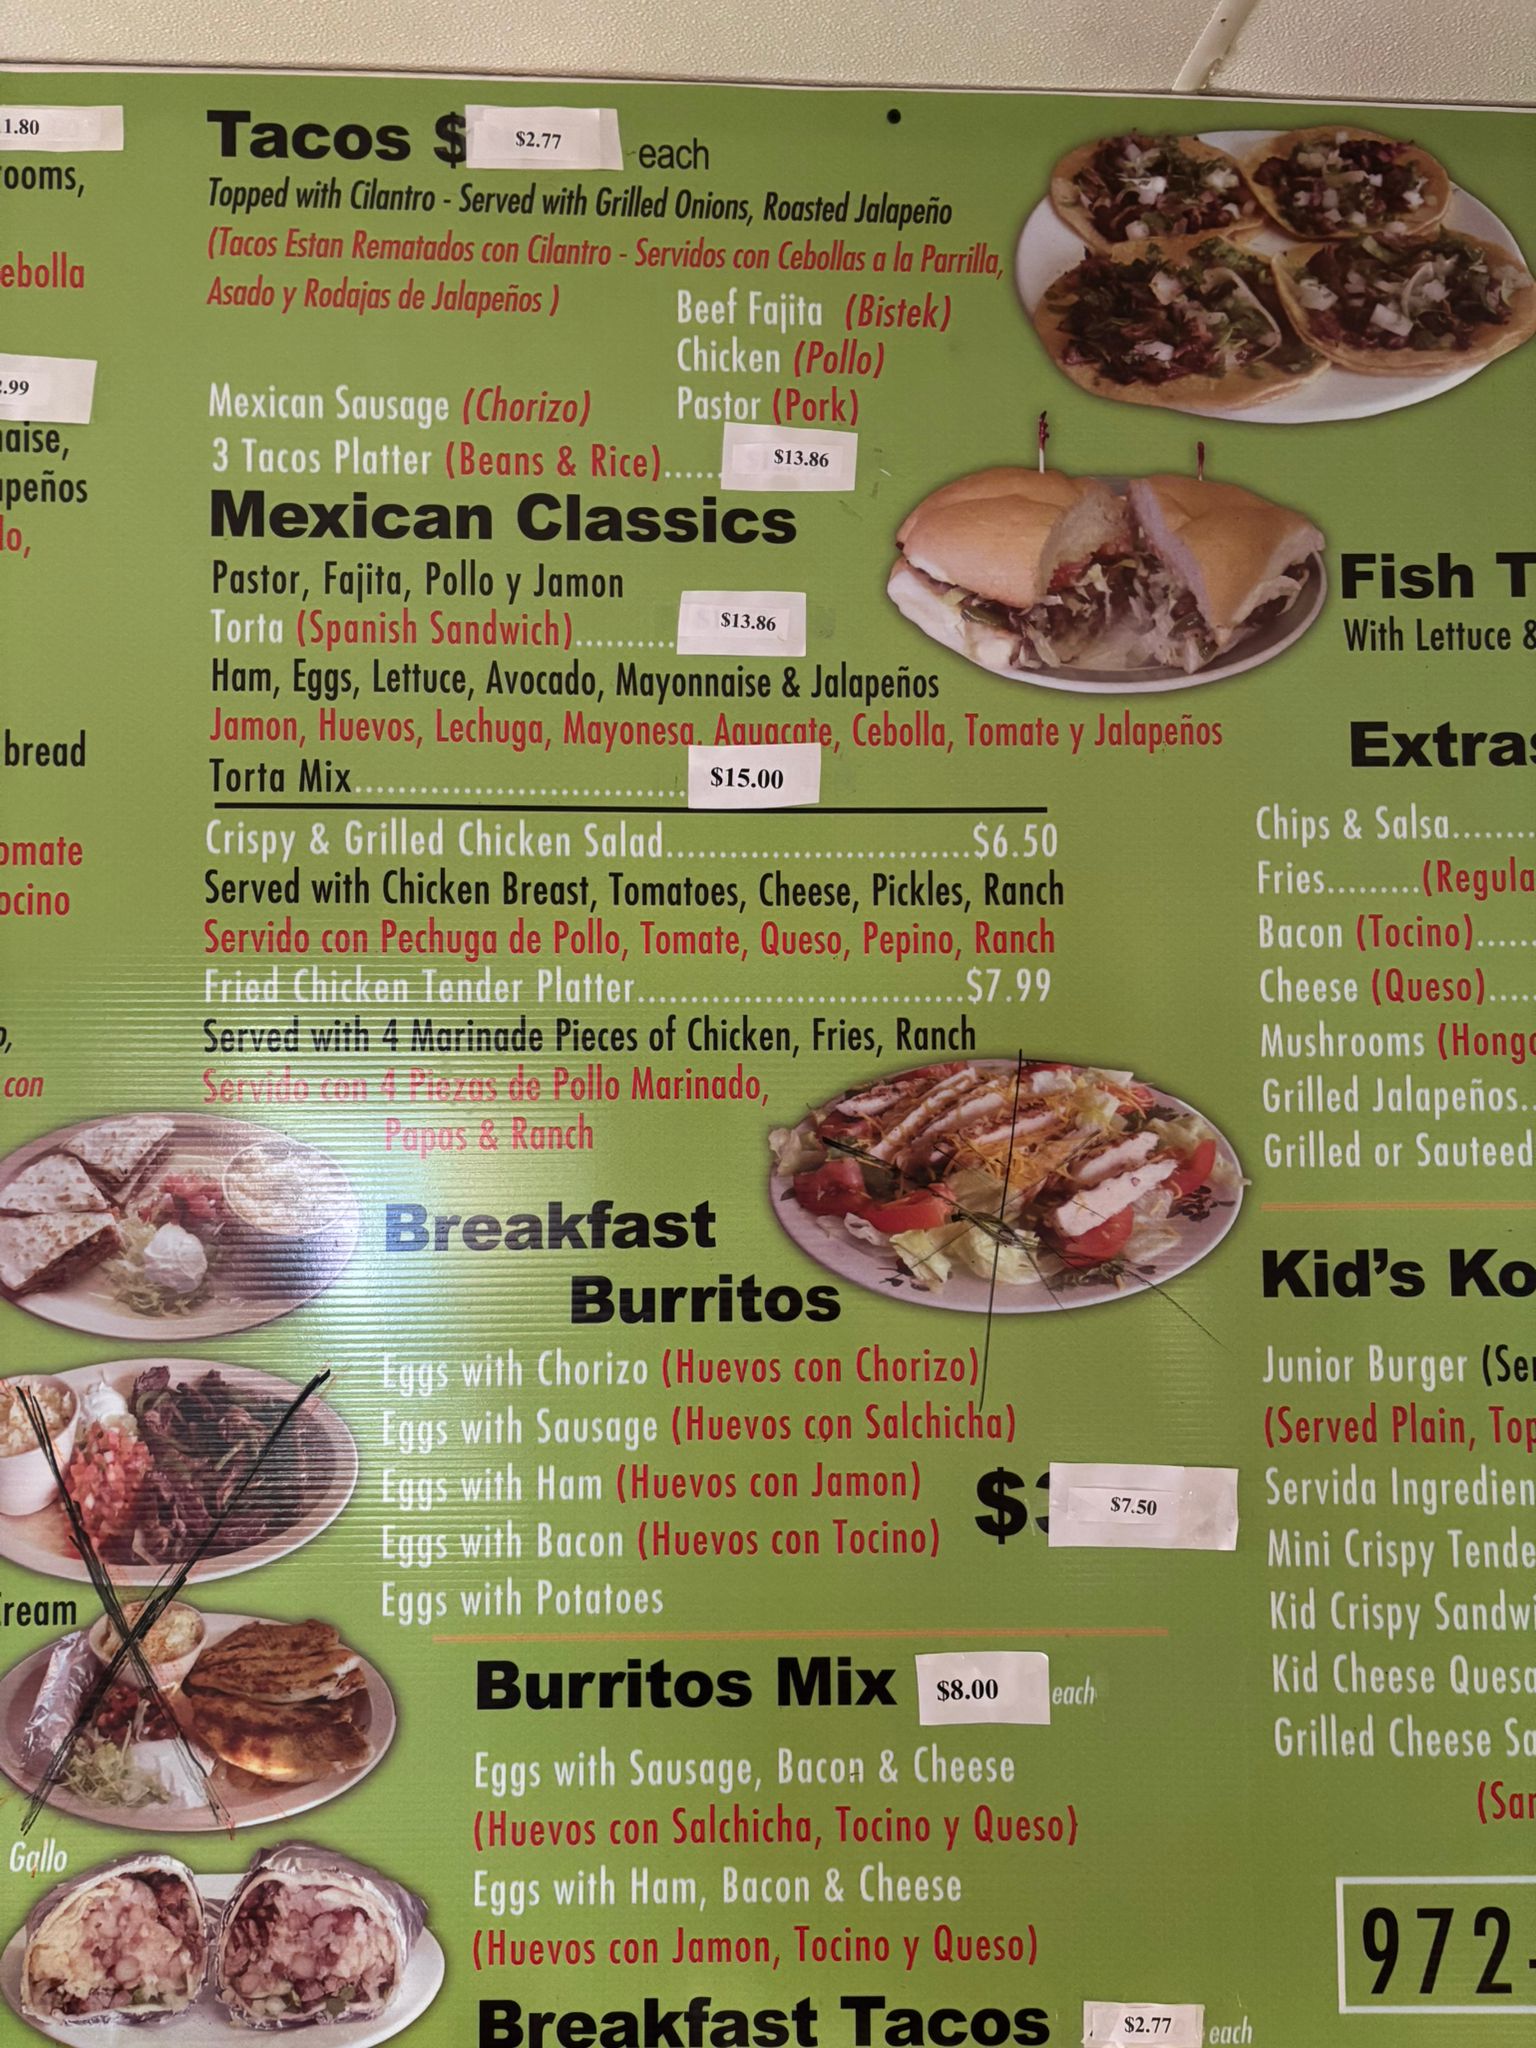 1.80
ooms,
ebolla
.99
aise,
apeños
lo,
bread
omate
ocino
o,
con
ream
Gallo
Tacos $ $2.77 each
Topped with Cilantro - Served with Grilled Onions, Roasted Jalapeño
(Tacos Estan Rematados con Cilantro - Servidos con Cebollas a la Parrilla,
Asado y Rodajas de Jalapeños )
Beef Fajita (Bistek)
Chicken (Pollo)
Mexican Sausage (Chorizo) Pastor (Pork)
3 Tacos Platter (Beans & Rice)...... $13.86
Mexican Classics
Pastor, Fajita, Pollo y Jamon
Torta (Spanish Sandwich).......... $13.86
Ham, Eggs, Lettuce, Avocado, Mayonnaise & Jalapeños
Jamon, Huevos, Lechuga, Mayonesa, Aguacate, Cebolla, Tomate y Jalapeños
Torta Mix................................. $15.00
Crispy & Grilled Chicken Salad..............................$6.50
Served with Chicken Breast, Tomatoes, Cheese, Pickles, Ranch
Servido con Pechuga de Pollo, Tomate, Queso, Pepino, Ranch
Fried Chicken Tender Platter................................$7.99
Served with 4 Marinade Pieces of Chicken, Fries, Ranch
Servido con 4 Piezas de Pollo Marinado,
Papas & Ranch
Breakfast
Burritos
Eggs with Chorizo (Huevos con Chorizo)
Eggs with Sausage (Huevos con Salchicha)
Eggs with Ham (Huevos con Jamon)
$ $7.50
Eggs with Bacon (Huevos con Tocino)
Eggs with Potatoes
Burritos Mix $8.00 each
Eggs with Sausage, Bacon & Cheese
(Huevos con Salchicha, Tocino y Queso)
Eggs with Ham, Bacon & Cheese
(Huevos con Jamon, Tocino y Queso)
Breakfast Tacos $2.77 each
Fish T
With Lettuce &
Extras
Chips & Salsa........
Fries.........(Regula
Bacon (Tocino).....
Cheese (Queso)....
Mushrooms (Hongo
Grilled Jalapeños..
Grilled or Sauteed
Kid's Ko
Junior Burger (Ser
(Served Plain, Top
Servida Ingredien
Mini Crispy Tende
Kid Crispy Sandwi
Kid Cheese Quesa
Grilled Cheese Sa
(San
972-